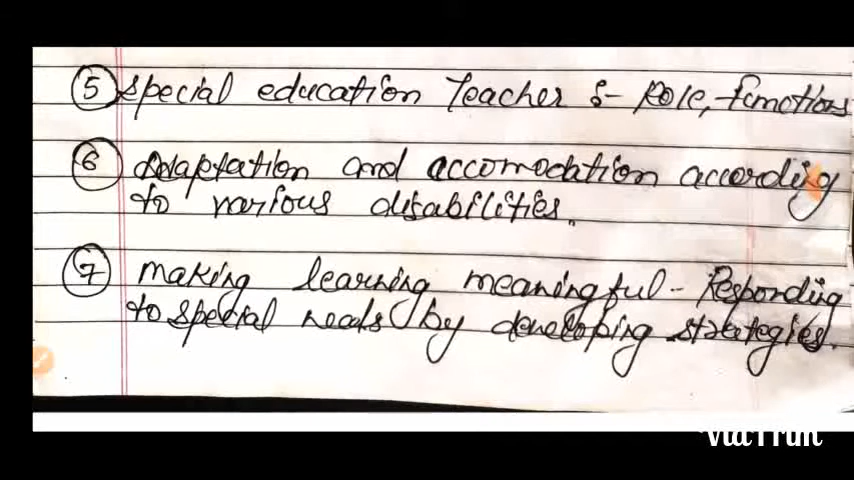 ⑤ special education Teacher :- Role, functions
⑥ Adaptation and accomodation according
to various disabilities.
⑦ making learning meaningful - Responding
to special needs by developing strategies.
VidTrim